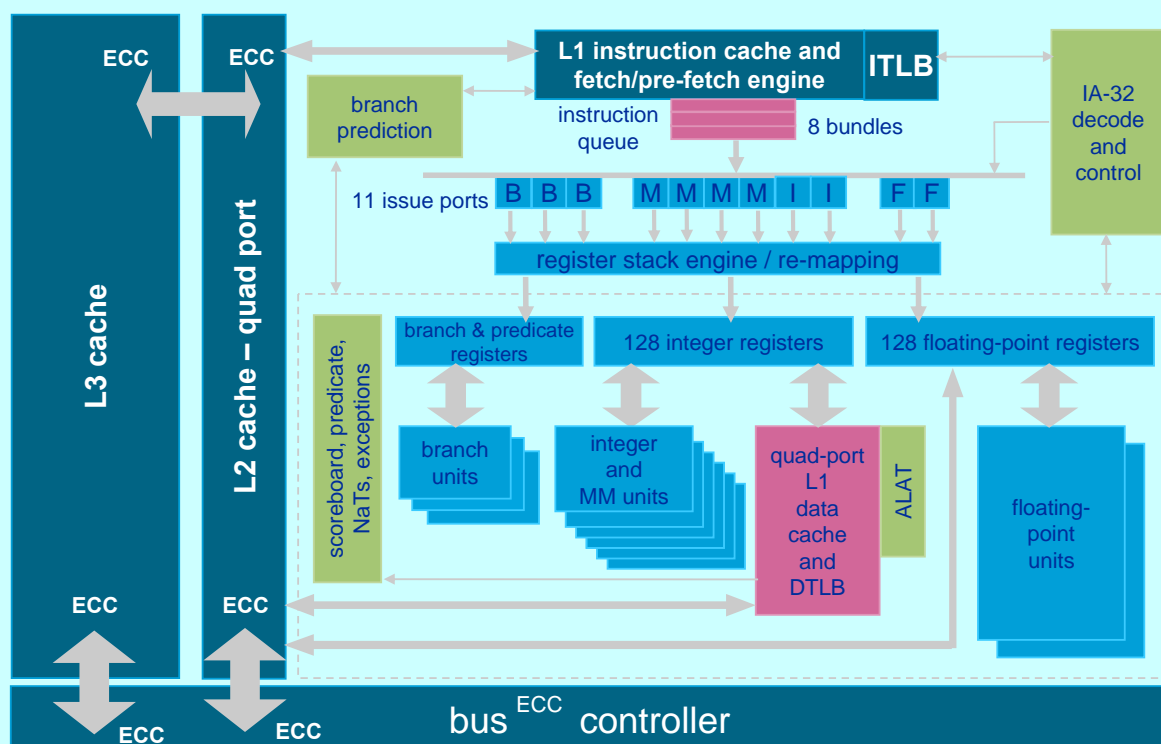 ECC
ECC
L1 instruction cache and
fetch/pre-fetch engine
ITLB
branch
prediction
instruction
queue
8 bundles
IA-32
decode
and
control
11 issue ports
B B B M M M M I I F F
register stack engine / re-mapping
L3 cache
L2 cache – quad port
scoreboard, predicate,
NaTs, exceptions
branch & predicate
registers
128 integer registers
128 floating-point registers
branch
units
integer
and
MM units
quad-port
L1
data
cache
and
DTLB
ALAT
floating-
point
units
ECC
ECC
bus ECC controller
ECC
ECC